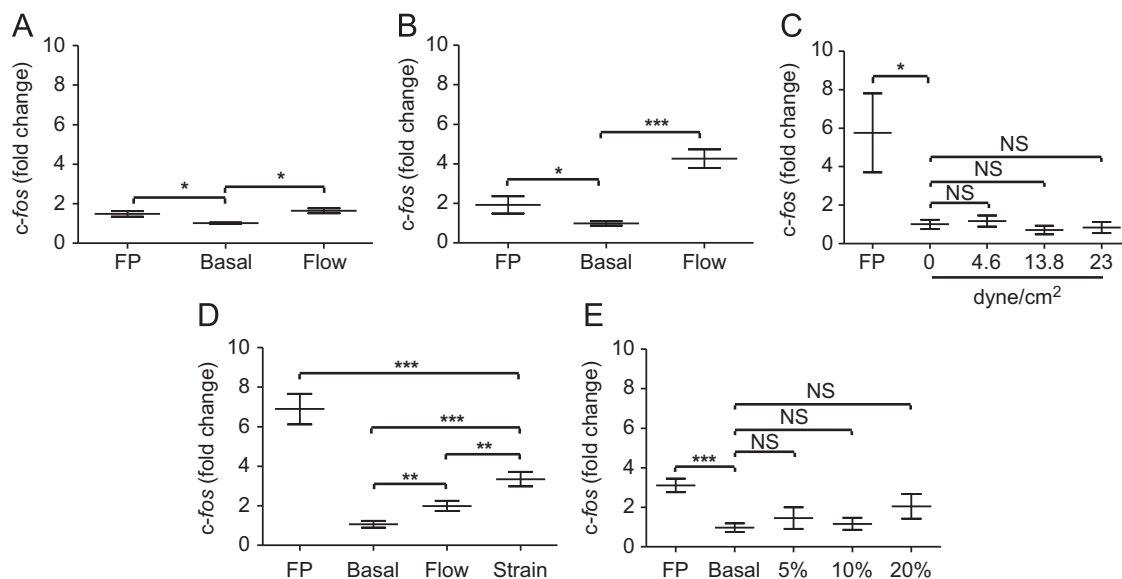 A
c-fos (fold change)
10
8
6
4
2
0
*
*
FP Basal Flow
B
c-fos (fold change)
10
8
6
4
2
0
*
***
FP Basal Flow
C
c-fos (fold change)
10
8
6
4
2
0
*
NS
NS
NS
FP 0 4.6 13.8 23
dyne/cm²
D
c-fos (fold change)
10
8
6
4
2
0
***
***
**
**
FP Basal Flow Strain
E
c-fos (fold change)
10
8
6
4
2
0
NS
NS
*** NS
FP Basal 5% 10% 20%